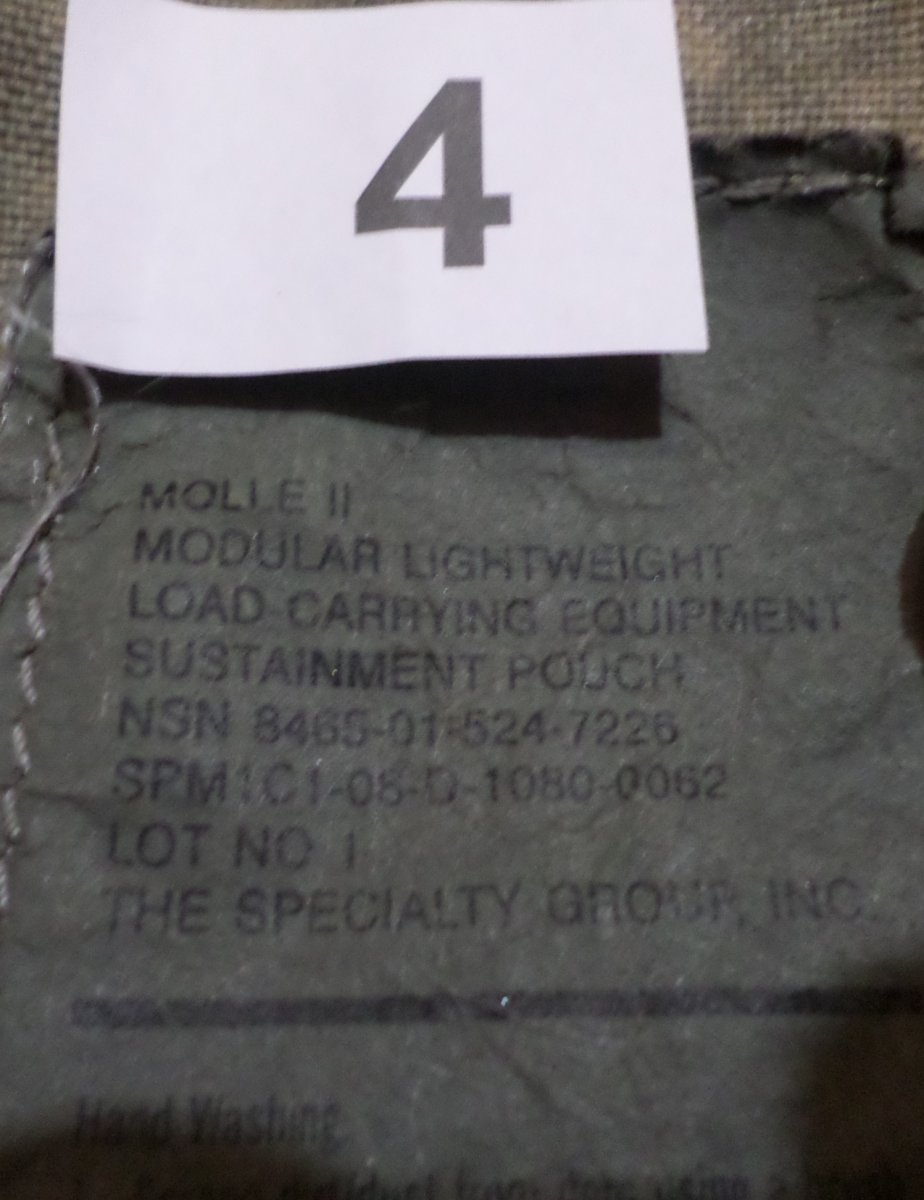 4
MOLLE II
MODULAR LIGHTWEIGHT
LOAD CARRYING EQUIPMENT
SUSTAINMENT POUCH
NSN 8465-01-524-7226
SPM1C1-08-D-1080-0062
LOT NO 1
THE SPECIALTY GROUP, INC.
Hand Washing